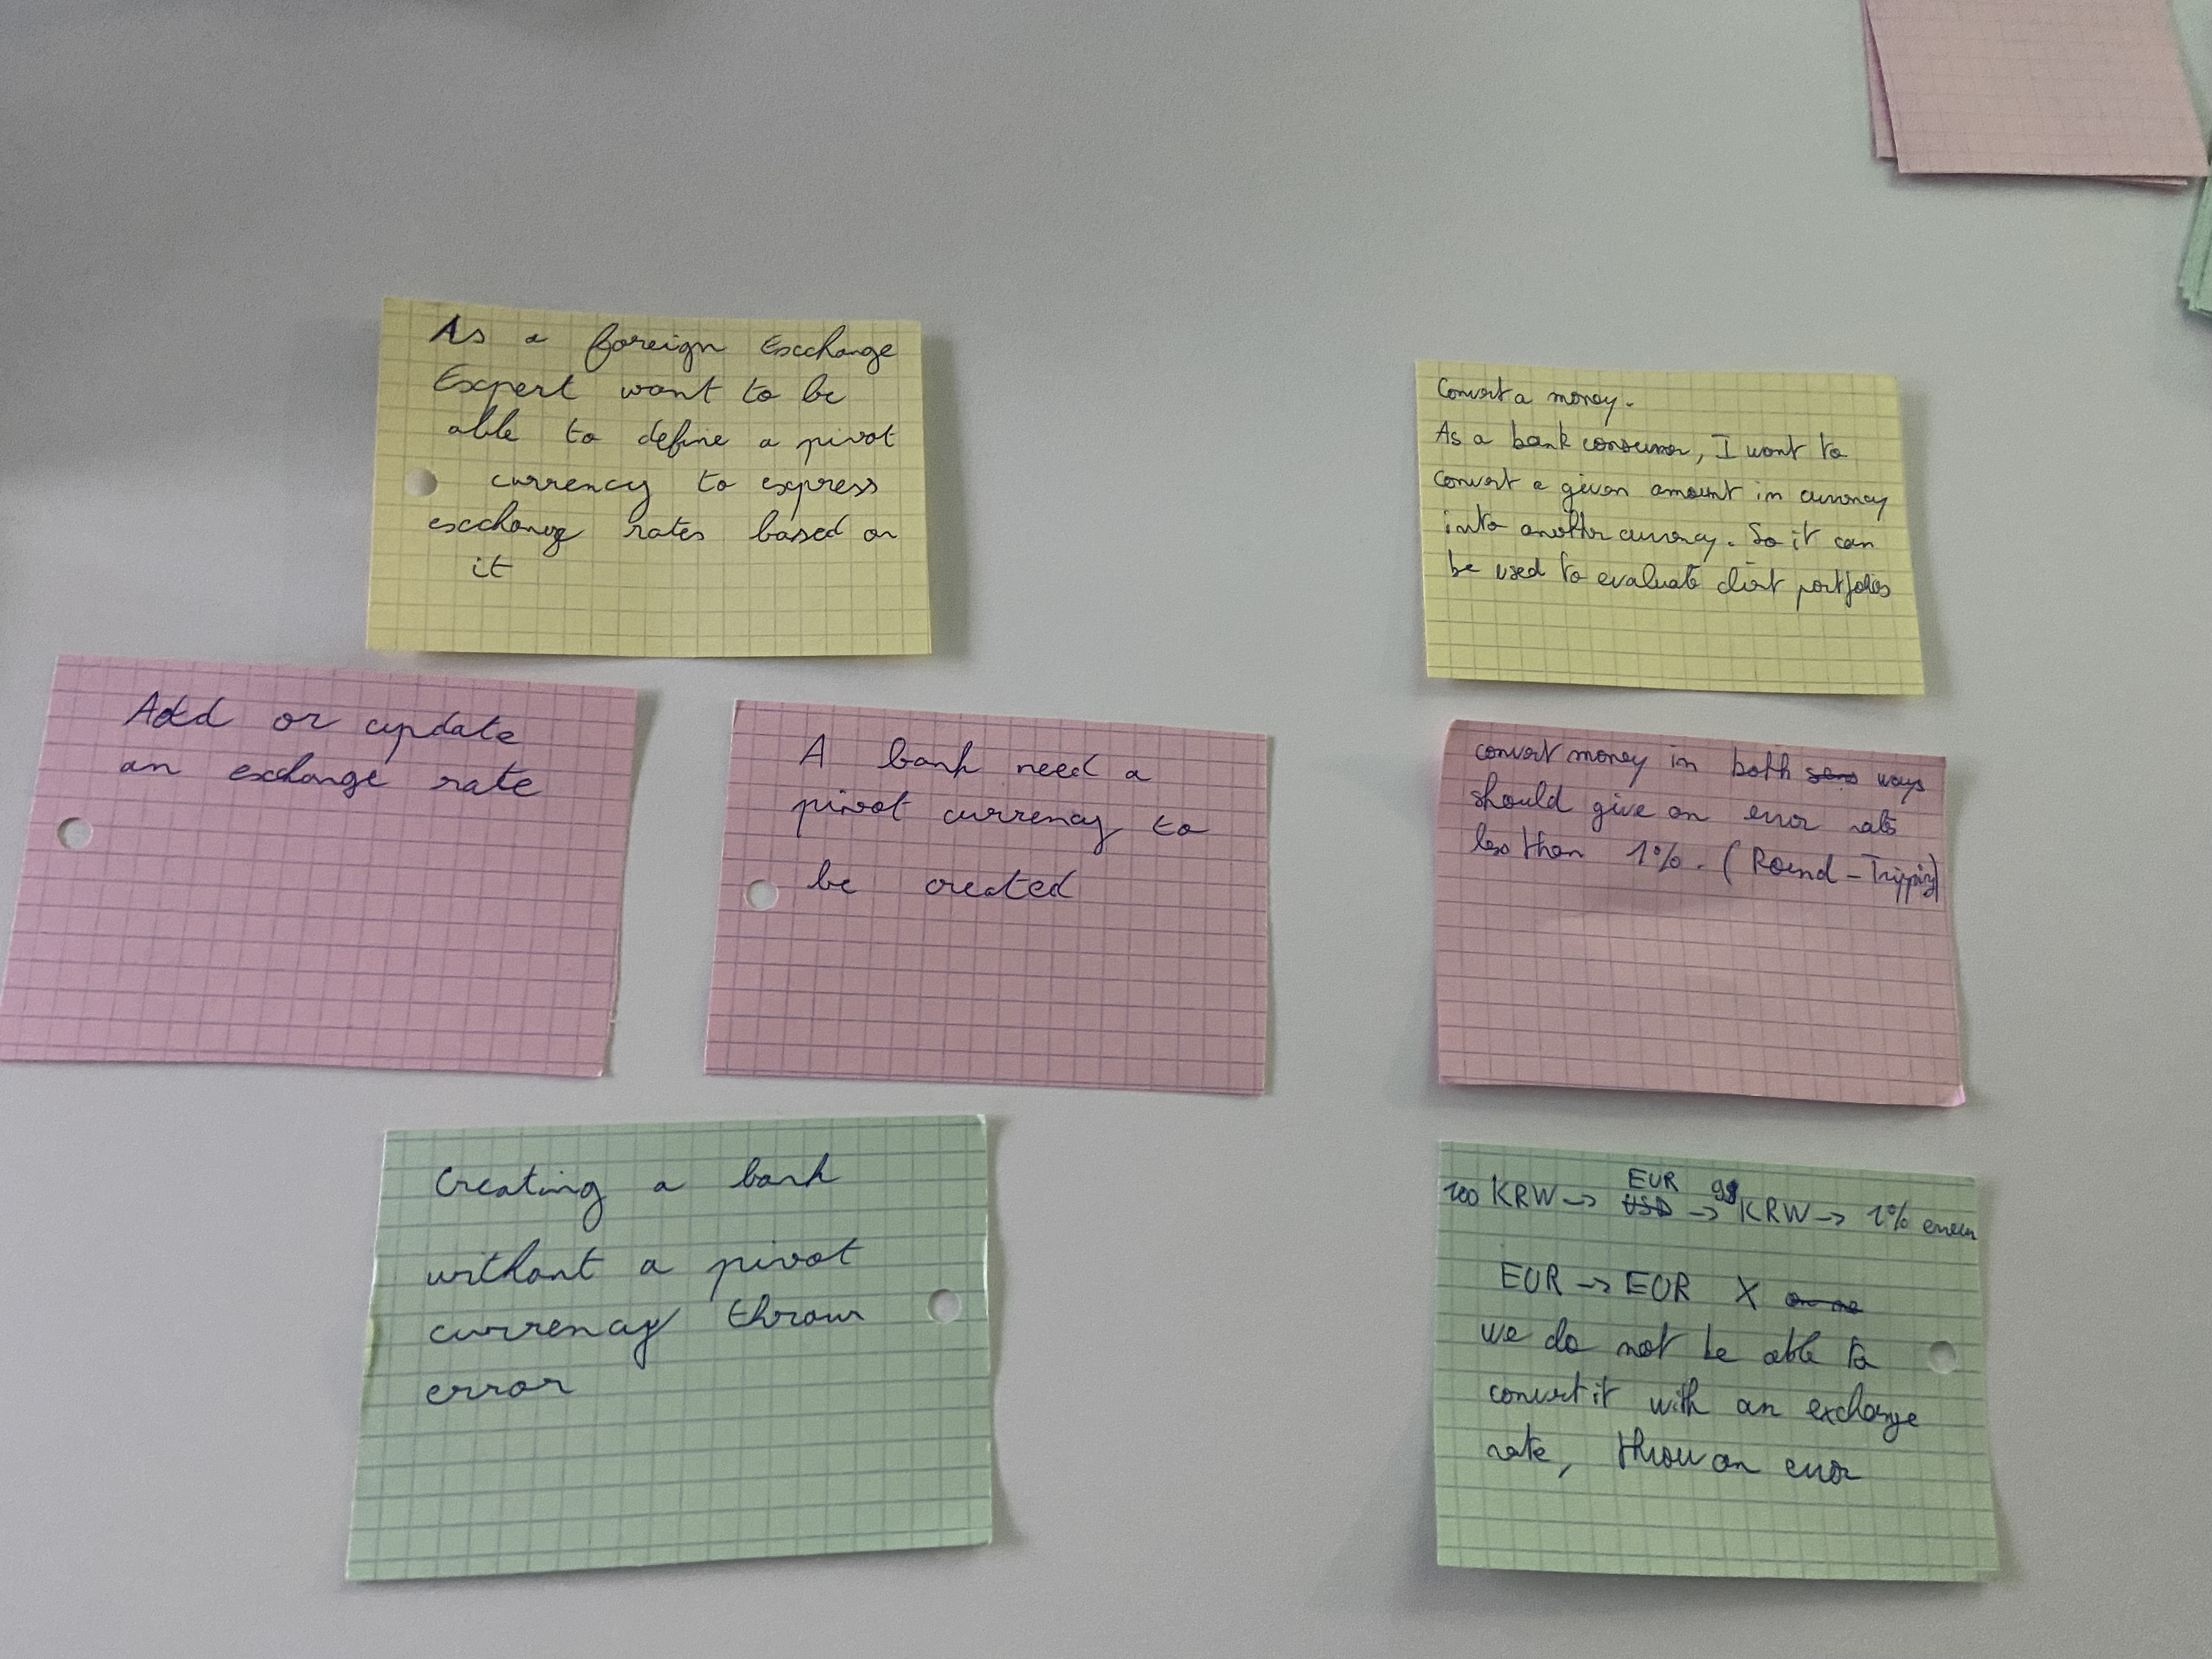 As a foreign Exchange
Expert want to be
able to define a pivot
currency to express
exchange rates based on
it
Convert a money.
As a bank consumer, I want to
convert a given amount in currency
into another currency. So it can
be used to evaluate client portfolios
Add or update
an exchange rate
A bank need a
pivot currency to
be created
convert money in both sens ways
should give an error rate
less than 1%. (Round-Tripping)
Creating a bank
without a pivot
currency throw
error
EUR
100 KRW -> USD -> KRW -> 1%
EUR -> EUR X
we do not be able to
convert it with an exchange
rate, throw an error